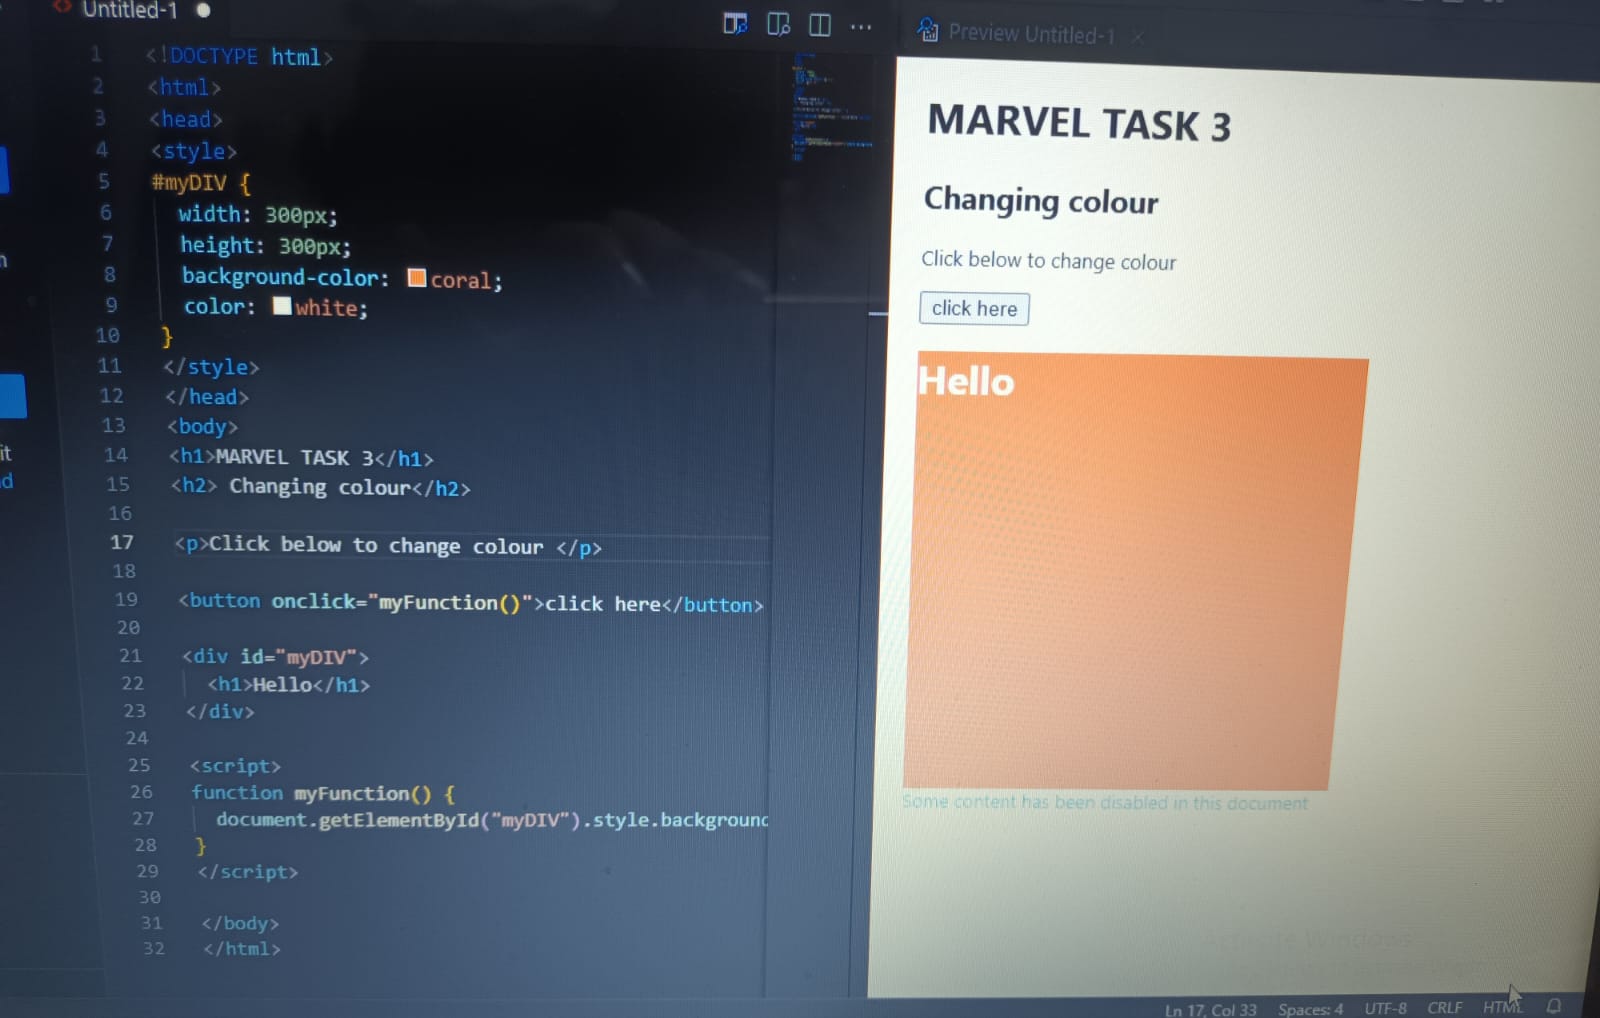 Untitled-1
1 <!DOCTYPE html>
2 <html>
3 <head>
4 <style>
5 #myDIV {
6 width: 300px;
7 height: 300px;
8 background-color: coral;
9 color: white;
10 }
11 </style>
12 </head>
13 <body>
14 <h1>MARVEL TASK 3</h1>
15 <h2> Changing colour</h2>
16
17 <p>Click below to change colour </p>
18
19 <button onclick="myFunction()">click here</button>
20
21 <div id="myDIV">
22 <h1>Hello</h1>
23 </div>
24
25 <script>
26 function myFunction() {
27 document.getElementById("myDIV").style.background
28 }
29 </script>
30
31 </body>
32 </html>
Preview Untitled-1
MARVEL TASK 3
Changing colour
Click below to change colour
click here
Hello
Some content has been disabled in this document
Ln 17, Col 33 Spaces: 4 UTF-8 CRLF HTML